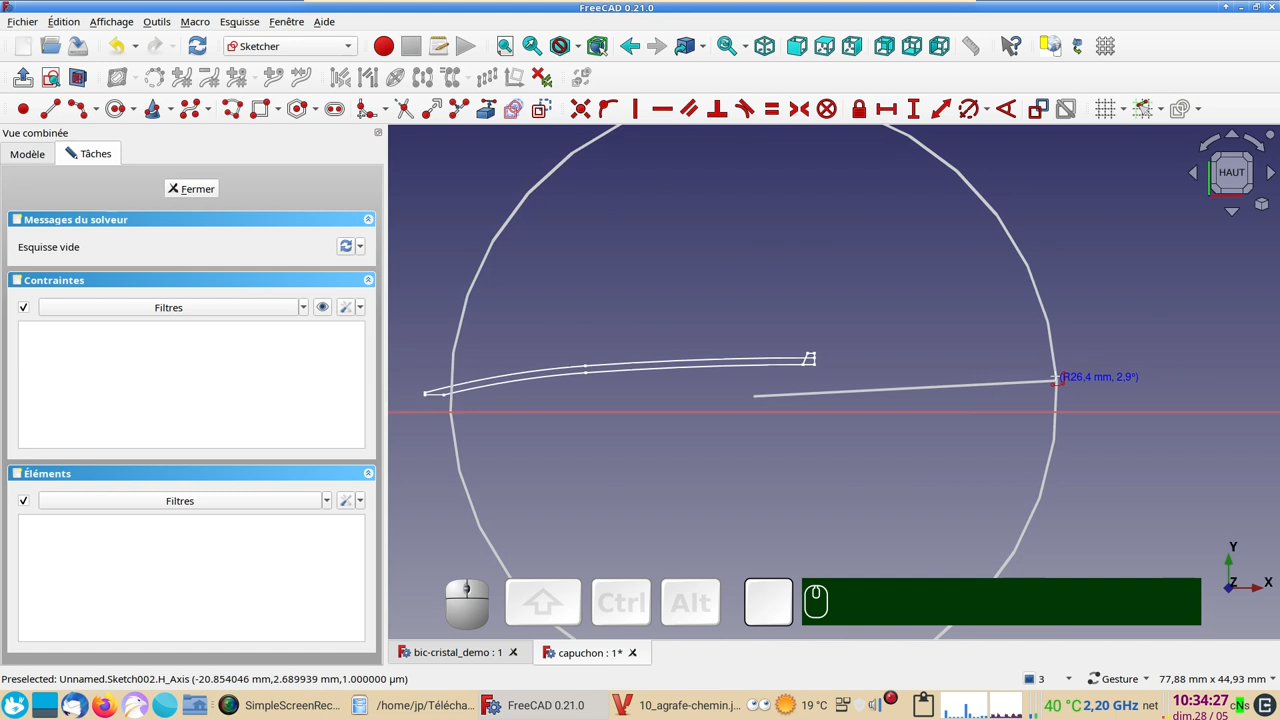 FreeCAD 0.21.0
Fichier Édition Affichage Outils Macro Esquisse Fenêtre Aide
Sketcher
Vue combinée
Modèle Tâches
Fermer
Messages du solveur
Esquisse vide
Contraintes
Filtres
Éléments
Filtres
HAUT
(R26,4 mm, 2,9°)
Y
Z X
Ctrl Alt
bic-cristal_demo : 1 capuchon : 1*
Preselected: Unnamed.Sketch002.H_Axis (-20.854046 mm,2.689939 mm,1.000000 µm) 3 Gesture 77,88 mm x 44,93 mm
SimpleScreenRec... /home/jp/Télécha... FreeCAD 0.21.0 10_agrafe-chemin.j... 19 °C 40 °C 2,20 GHz net 10:34:27 cNs
dim.28 / 05